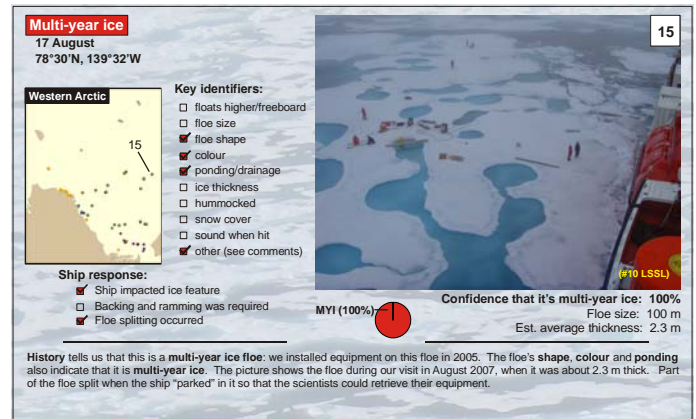 Multi-year ice
17 August
78°30'N, 139°32'W
15
Western Arctic
15
Key identifiers:
floats higher/freeboard
floe size
floe shape
colour
ponding/drainage
ice thickness
hummocked
snow cover
sound when hit
other (see comments)
(#10 LSSL)
Ship response:
Ship impacted ice feature
Backing and ramming was required
Floe splitting occurred
MYI (100%)
Confidence that it's multi-year ice: 100%
Floe size: 100 m
Est. average thickness: 2.3 m
History tells us that this is a multi-year ice floe: we installed equipment on this floe in 2005. The floe's shape, colour and ponding
also indicate that it is multi-year ice. The picture shows the floe during our visit in August 2007, when it was about 2.3 m thick. Part
of the floe split when the ship "parked" in it so that the scientists could retrieve their equipment.